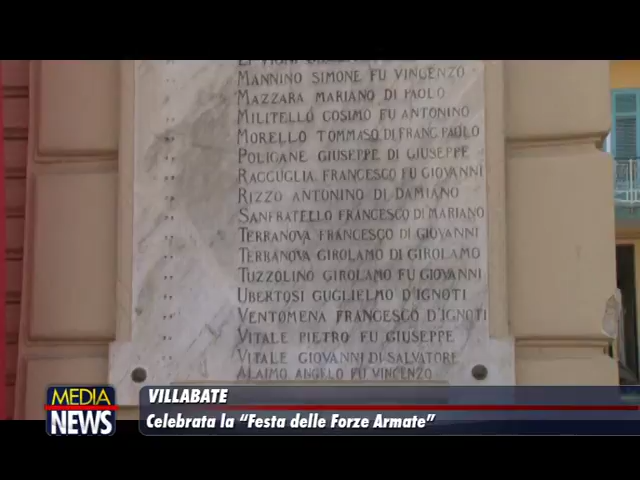 MANNINO SIMONE FU VINCENZO
MAZZARA MARIANO DI PAOLO
MILITELLO COSIMO FU ANTONINO
MORELLO TOMMASO DI FRANC. PAOLO
POLICANE GIUSEPPE DI GIUSEPPE
RACCUGLIA FRANCESCO FU GIOVANNI
RIZZO ANTONINO DI DAMIANO
SANFRATELLO FRANCESCO DI MARIANO
TERRANOVA FRANCESCO DI GIOVANNI
TERRANOVA GIROLAMO DI GIROLAMO
TUZZOLINO GIROLAMO FU GIOVANNI
UBERTOSI GUGLIELMO D'IGNOTI
VENTOMENA FRANCESCO D'IGNOTI
VITALE PIETRO FU GIUSEPPE
VITALE GIOVANNI DI SALVATORE
ALAIMO ANGELO FU VINCENZO
MEDIA NEWS
VILLABATE
Celebrata la "Festa delle Forze Armate"